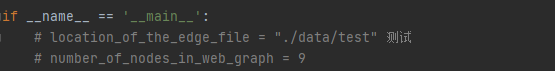 if __name__ == '__main__':
    # location_of_the_edge_file = "./data/test" 测试
    # number_of_nodes_in_web_graph = 9